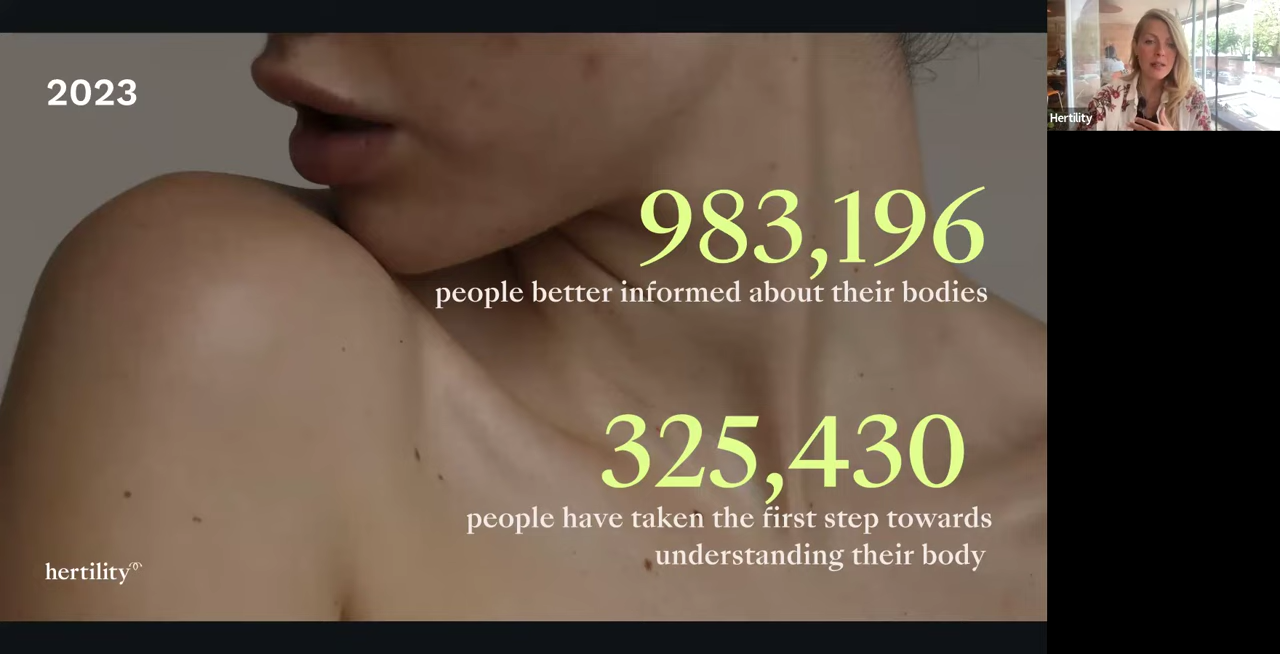 2023
983,196
people better informed about their bodies
325,430
people have taken the first step towards
understanding their body
hertility
Hertility